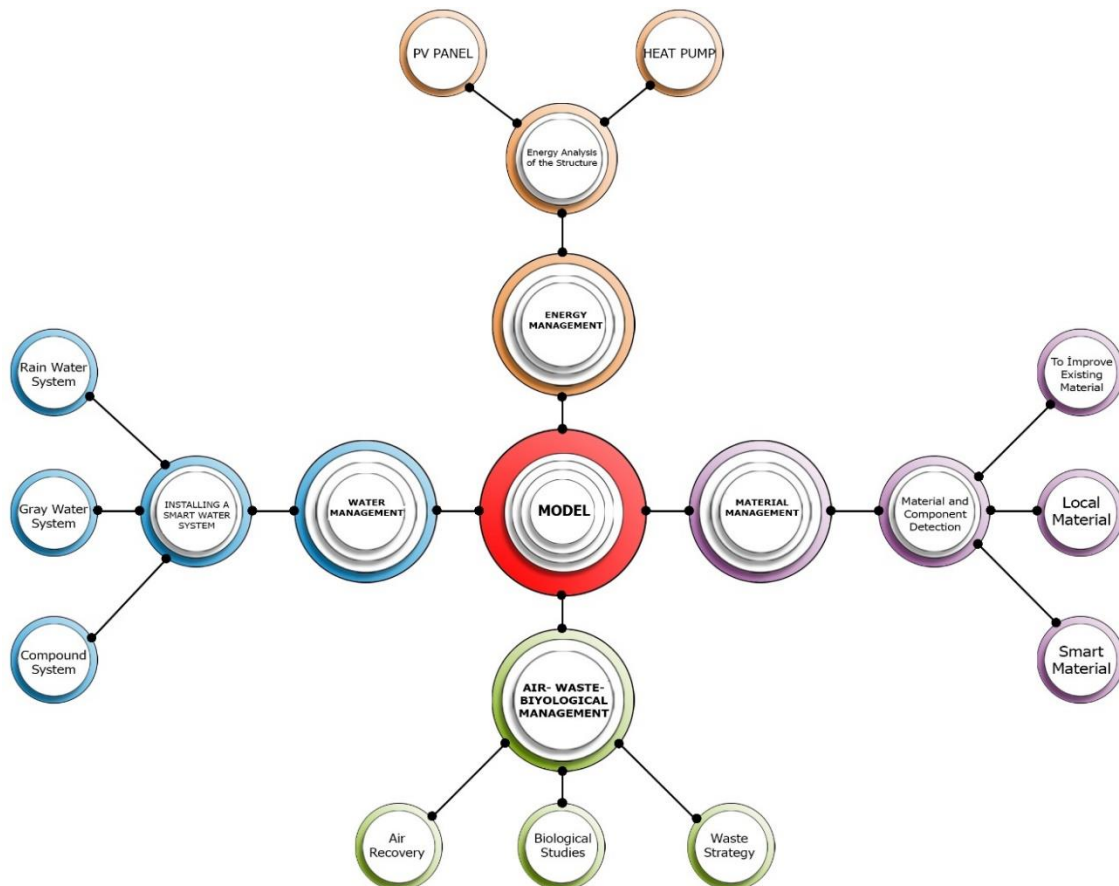 PV PANEL
HEAT PUMP
Energy Analysis
of the Structure
ENERGY
MANAGEMENT
Rain Water
System
To İmprove
Existing
Material
Gray Water
System
INSTALLING A
SMART WATER
SYSTEM
WATER
MANAGEMENT
MODEL
MATERIAL
MANAGEMENT
Material and
Component
Detection
Local
Material
Compound
System
Smart
Material
AIR- WASTE-
BIYOLOGICAL
MANAGEMENT
Air
Recovery
Biological
Studies
Waste
Strategy